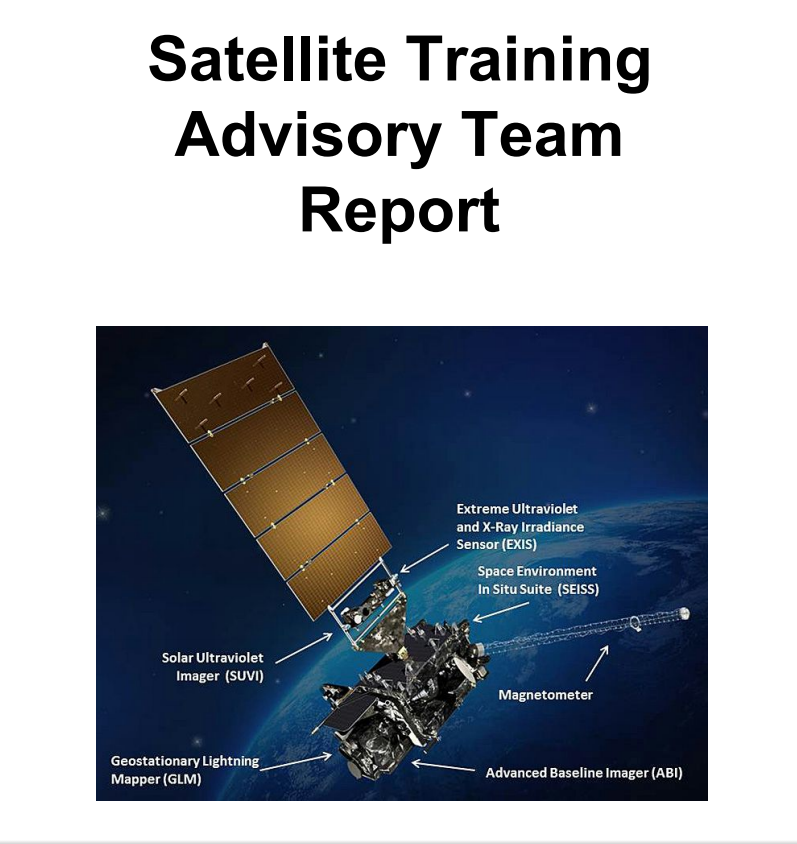 Satellite Training
Advisory Team
Report
Extreme Ultraviolet
and X-Ray Irradiance
Sensor (EXIS)
Space Environment
In Situ Suite (SEISS)
Solar Ultraviolet
Imager (SUVI)
Magnetometer
Geostationary Lightning
Mapper (GLM)
Advanced Baseline Imager (ABI)